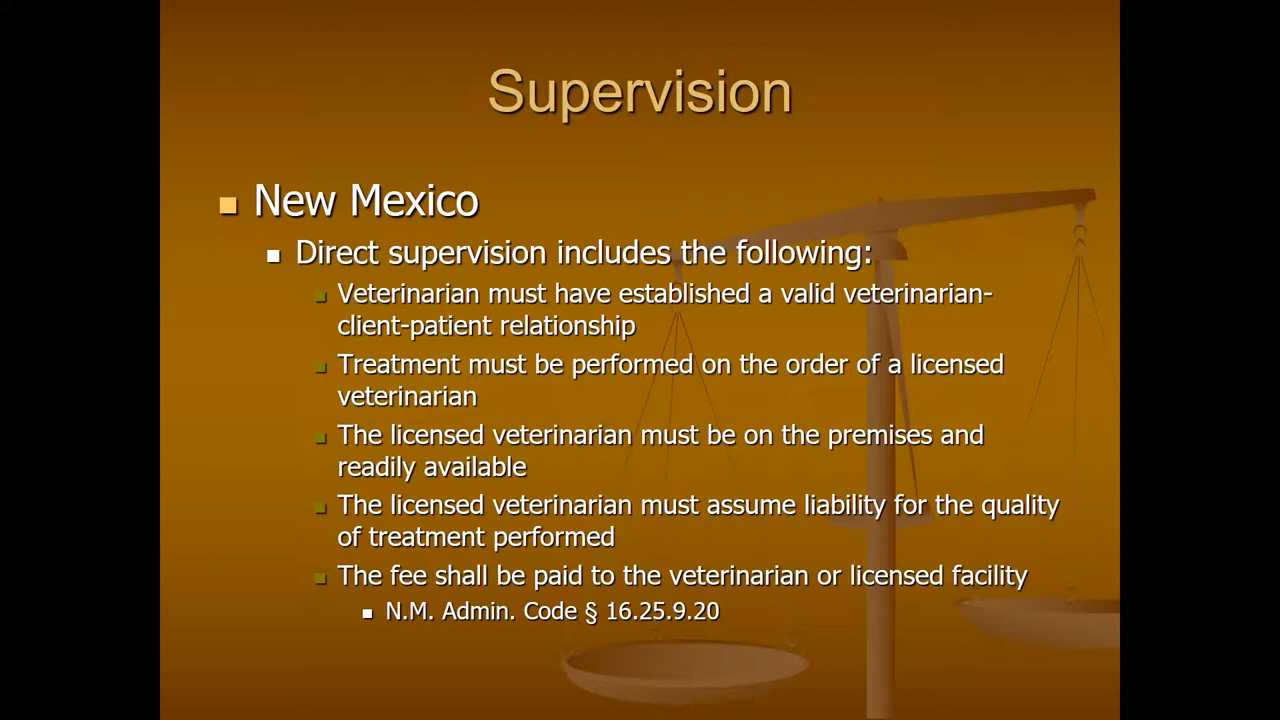 Supervision
New Mexico
Direct supervision includes the following:
Veterinarian must have established a valid veterinarian-
client-patient relationship
Treatment must be performed on the order of a licensed
veterinarian
The licensed veterinarian must be on the premises and
readily available
The licensed veterinarian must assume liability for the quality
of treatment performed
The fee shall be paid to the veterinarian or licensed facility
N.M. Admin. Code § 16.25.9.20